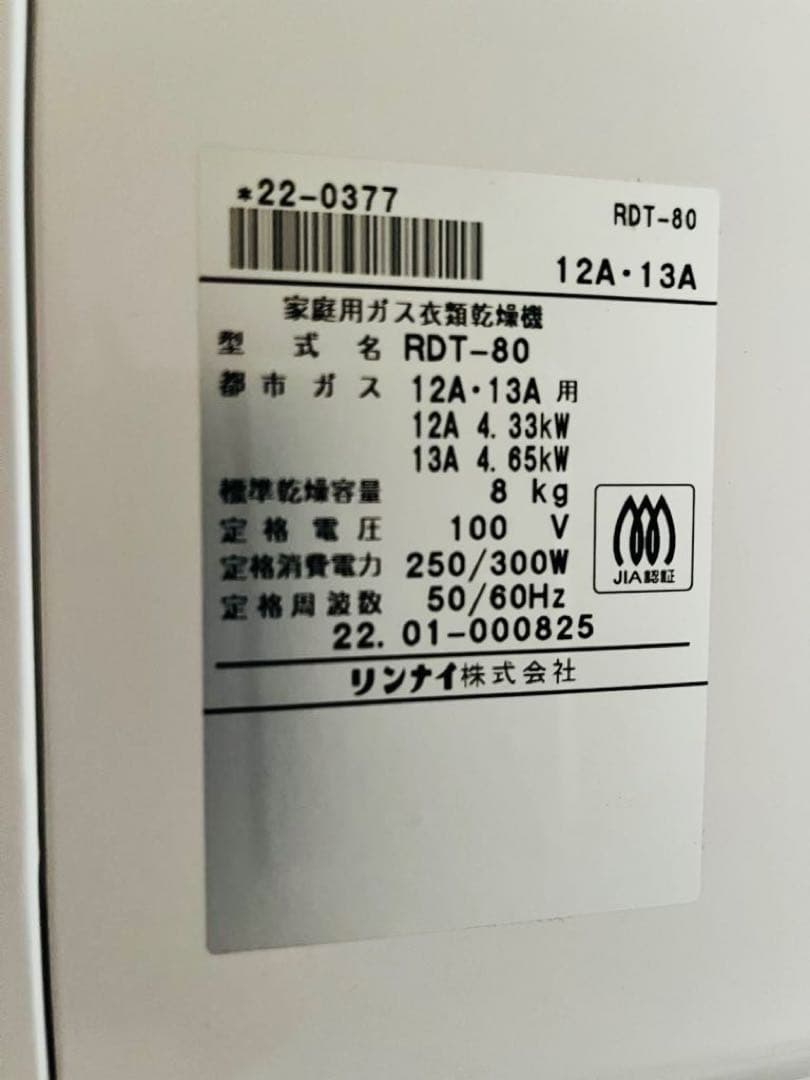 *22-0377
RDT-80
12A・13A
家庭用ガス衣類乾燥機
型式名 RDT-80
都市ガス 12A・13A 用
12A 4.33kW
13A 4.65kW
標準乾燥容量 8 kg
定格電圧 100 V
定格消費電力 250/300W
定格周波数 50/60Hz
JIA認証
22.01-000825
リンナイ株式会社